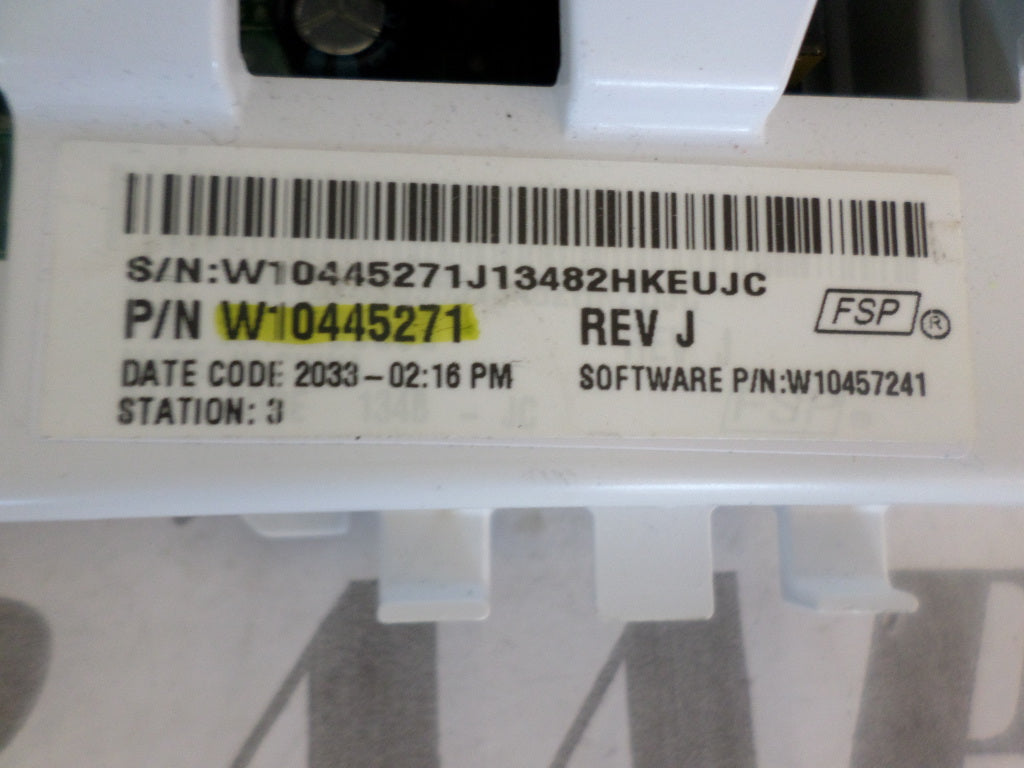 S/N:W10445271J13482HKEUJC
P/N W10445271 REV J FSP ®
DATE CODE 2033-02:16 PM SOFTWARE P/N:W10457241
STATION: 3